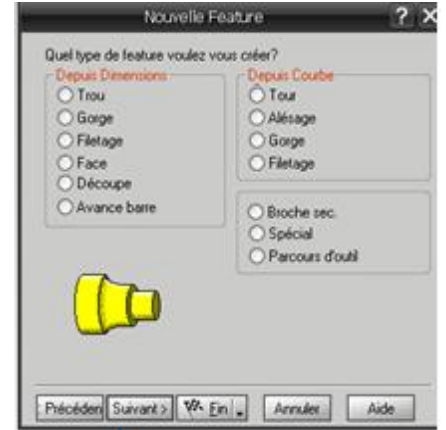 Nouvelle Feature ? X
Quel type de feature voulez vous créer?
Depuis Dimensions
Trou
Gorge
Filetage
Face
Découpe
Avance barre
Depuis Courbe
Tour
Alésage
Gorge
Filetage
Broche sec.
Spécial
Parcours d'outil
Précéden Suivant > Fin Annuler Aide